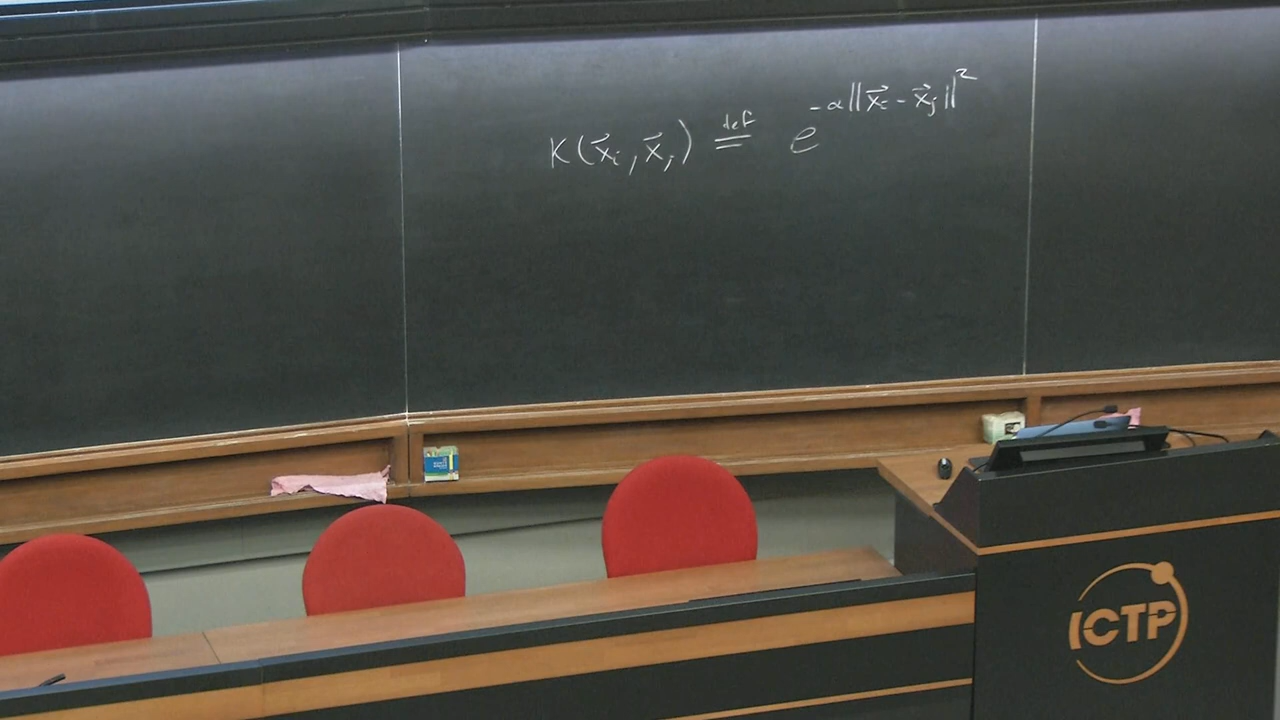 K(x⃗ᵢ, x⃗ⱼ) ≝ e^{-α||x⃗ᵢ - x⃗ⱼ||²}
ICTP